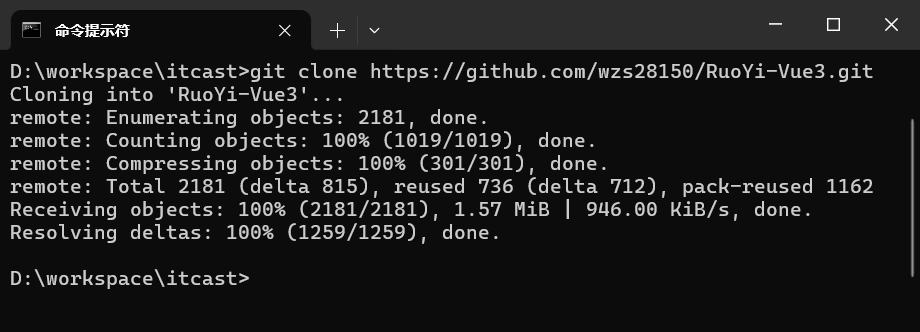 命令提示符
D:\workspace\itcast>git clone https://github.com/wzs28150/RuoYi-Vue3.git
Cloning into 'RuoYi-Vue3'...
remote: Enumerating objects: 2181, done.
remote: Counting objects: 100% (1019/1019), done.
remote: Compressing objects: 100% (301/301), done.
remote: Total 2181 (delta 815), reused 736 (delta 712), pack-reused 1162
Receiving objects: 100% (2181/2181), 1.57 MiB | 946.00 KiB/s, done.
Resolving deltas: 100% (1259/1259), done.
D:\workspace\itcast>